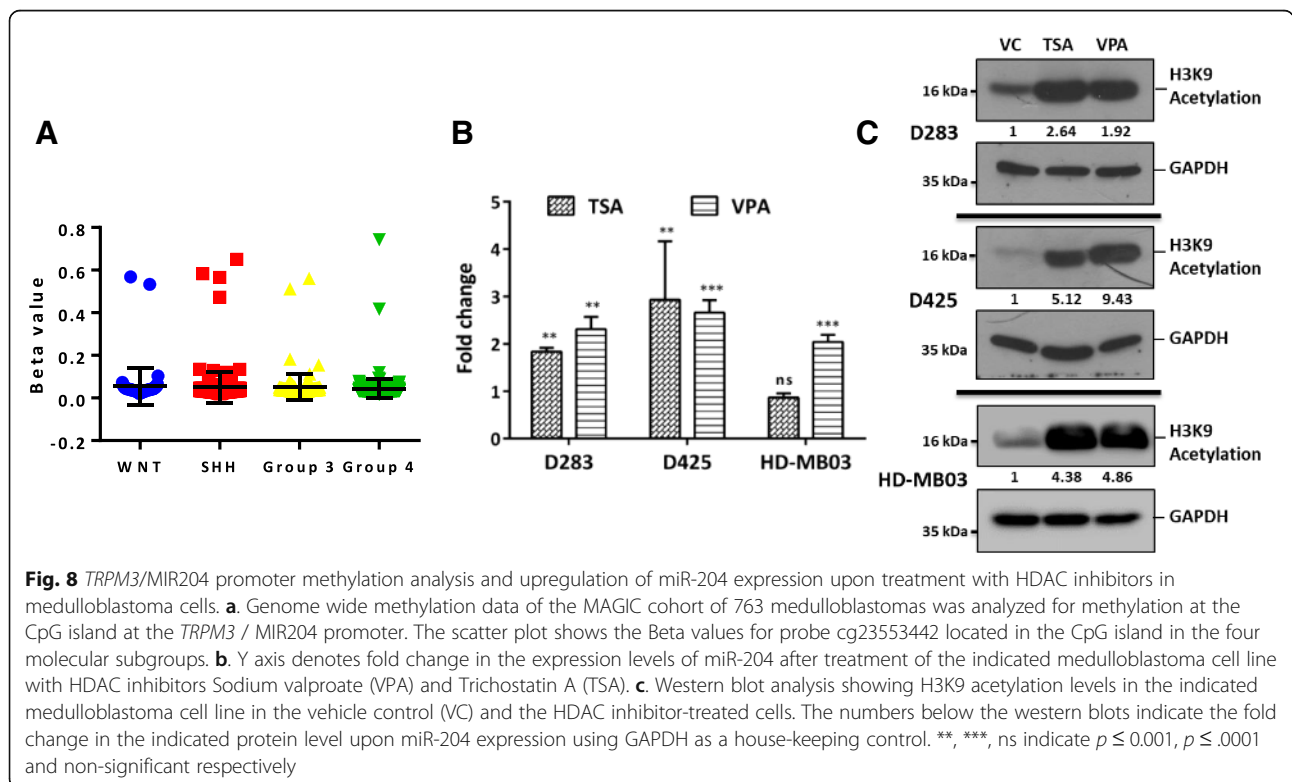 A
0.8
0.6
0.4
0.2
0.0
-0.2
Beta value
WNT SHH Group 3 Group 4
B
TSA VPA
5
4
3
2
1
0
Fold change
** ** ** *** ns ***
D283 D425 HD-MB03
C
VC TSA VPA
16 kDa H3K9 Acetylation
D283 1 2.64 1.92
35 kDa GAPDH
16 kDa H3K9 Acetylation
D425 1 5.12 9.43
35 kDa GAPDH
16 kDa H3K9 Acetylation
HD-MB03 1 4.38 4.86
35 kDa GAPDH
Fig. 8 TRPM3/MIR204 promoter methylation analysis and upregulation of miR-204 expression upon treatment with HDAC inhibitors in
medulloblastoma cells. a. Genome wide methylation data of the MAGIC cohort of 763 medulloblastomas was analyzed for methylation at the
CpG island at the TRPM3 / MIR204 promoter. The scatter plot shows the Beta values for probe cg23553442 located in the CpG island in the four
molecular subgroups. b. Y axis denotes fold change in the expression levels of miR-204 after treatment of the indicated medulloblastoma cell line
with HDAC inhibitors Sodium valproate (VPA) and Trichostatin A (TSA). c. Western blot analysis showing H3K9 acetylation levels in the indicated
medulloblastoma cell line in the vehicle control (VC) and the HDAC inhibitor-treated cells. The numbers below the western blots indicate the fold
change in the indicated protein level upon miR-204 expression using GAPDH as a house-keeping control. **, ***, ns indicate p ≤ 0.001, p ≤ .0001
and non-significant respectively